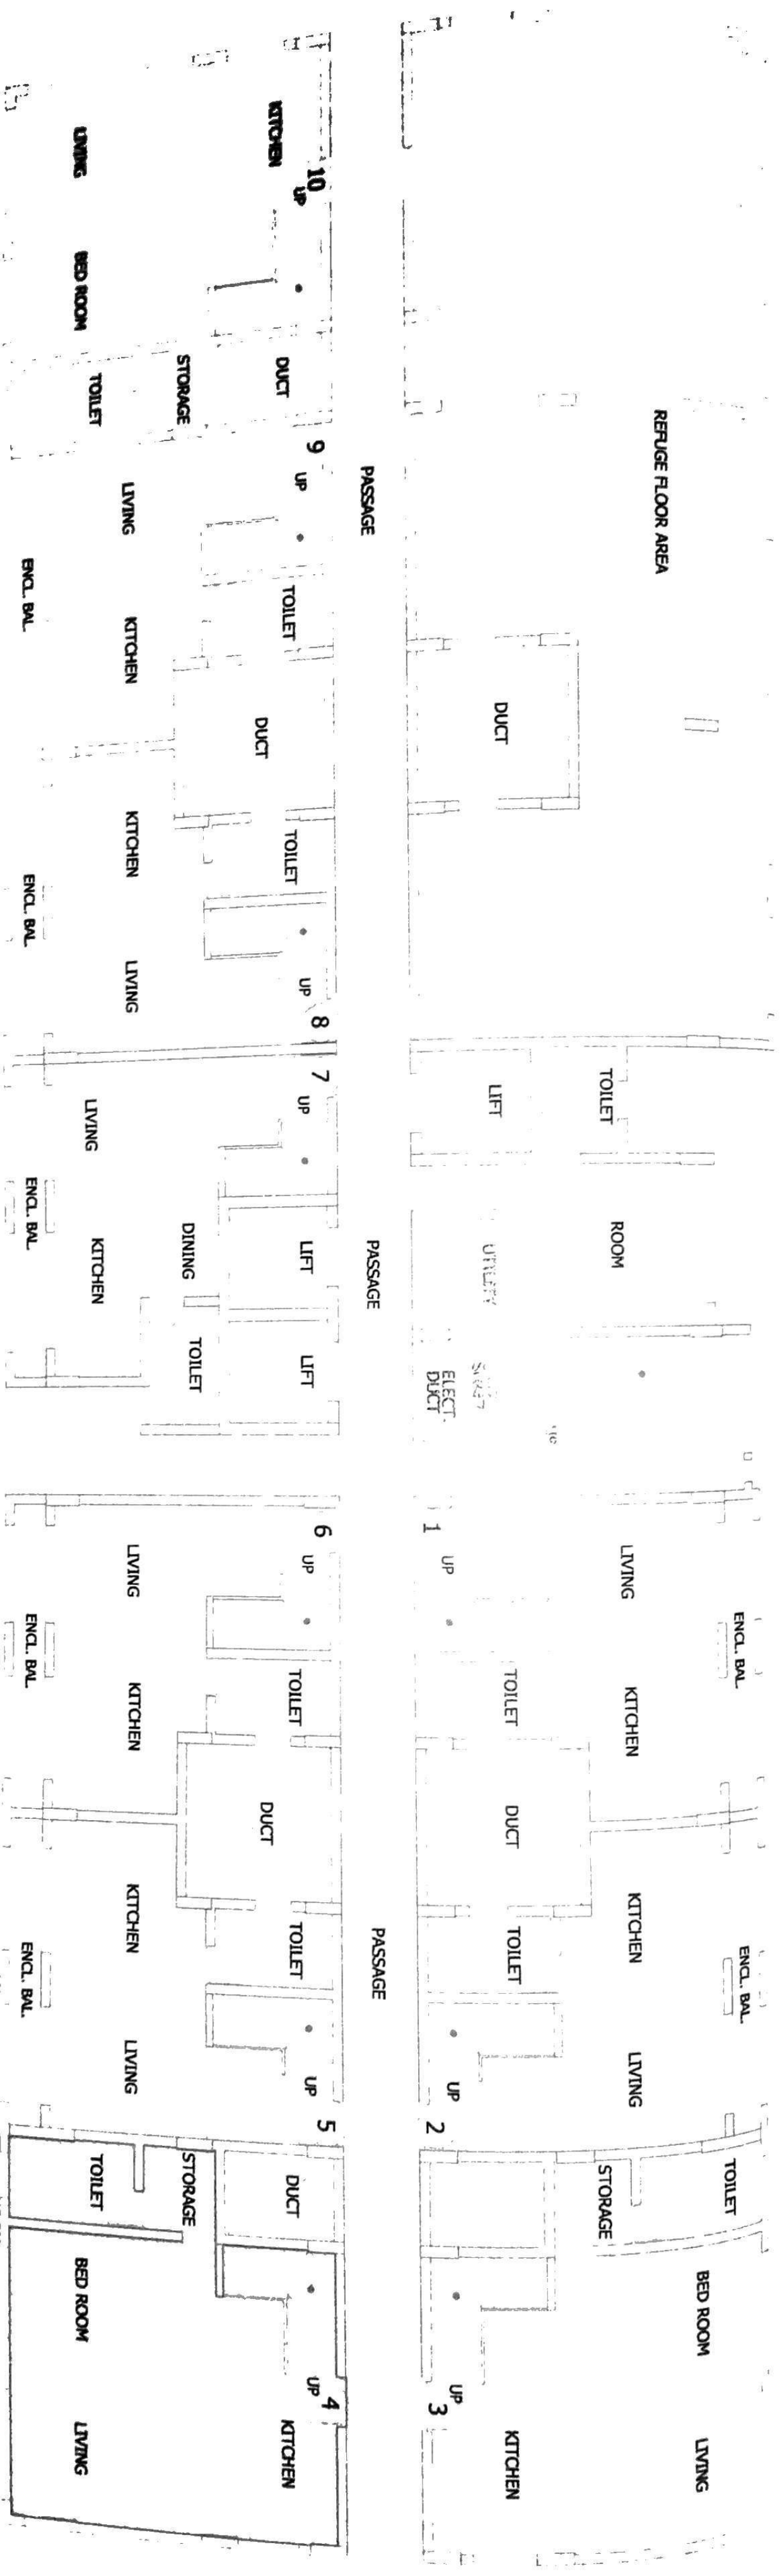 ENCL. BAL.
ENCL. BAL.
TOILET
BED ROOM
LIVING
REFUGE FLOOR AREA
LIVING
KITCHEN
KITCHEN
LIVING
TOILET
ROOM
STORAGE
DUCT
LIFT
UTILITY
TOILET
DUCT
TOILET
KITCHEN
ELECT.
DUCT
UP
UP
UP
1
2
3
PASSAGE
PASSAGE
PASSAGE
10
9
8
7
6
5
4
UP
UP
UP
UP
UP
UP
UP
KITCHEN
DUCT
TOILET
DUCT
TOILET
LIFT
LIFT
TOILET
DUCT
TOILET
DUCT
KITCHEN
STORAGE
DINING
TOILET
STORAGE
LIVING
KITCHEN
KITCHEN
LIVING
LIVING
KITCHEN
KITCHEN
LIVING
LIVING
BED ROOM
TOILET
LIVING
KITCHEN
TOILET
BED ROOM
LIVING
ENCL. BAL.
ENCL. BAL.
ENCL. BAL.
ENCL. BAL.
ENCL. BAL.